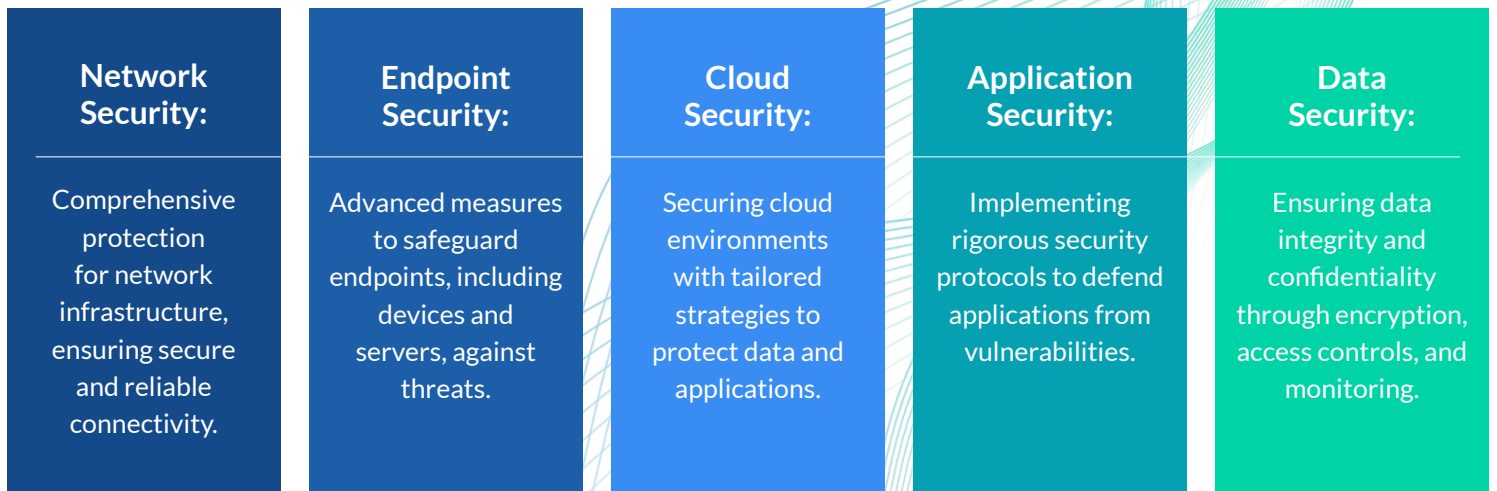 Network
Security:
Comprehensive
protection
for network
infrastructure,
ensuring secure
and reliable
connectivity.
Endpoint
Security:
Advanced measures
to safeguard
endpoints, including
devices and
servers, against
threats.
Cloud
Security:
Securing cloud
environments
with tailored
strategies to
protect data and
applications.
Application
Security:
Implementing
rigorous security
protocols to defend
applications from
vulnerabilities.
Data
Security:
Ensuring data
integrity and
confidentiality
through encryption,
access controls, and
monitoring.